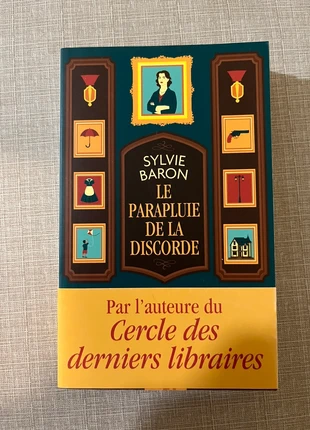 SYLVIE
BARON
LE
PARAPLUIE
DE LA
DISCORDE
Par l'auteure du
Cercle des
derniers libraires